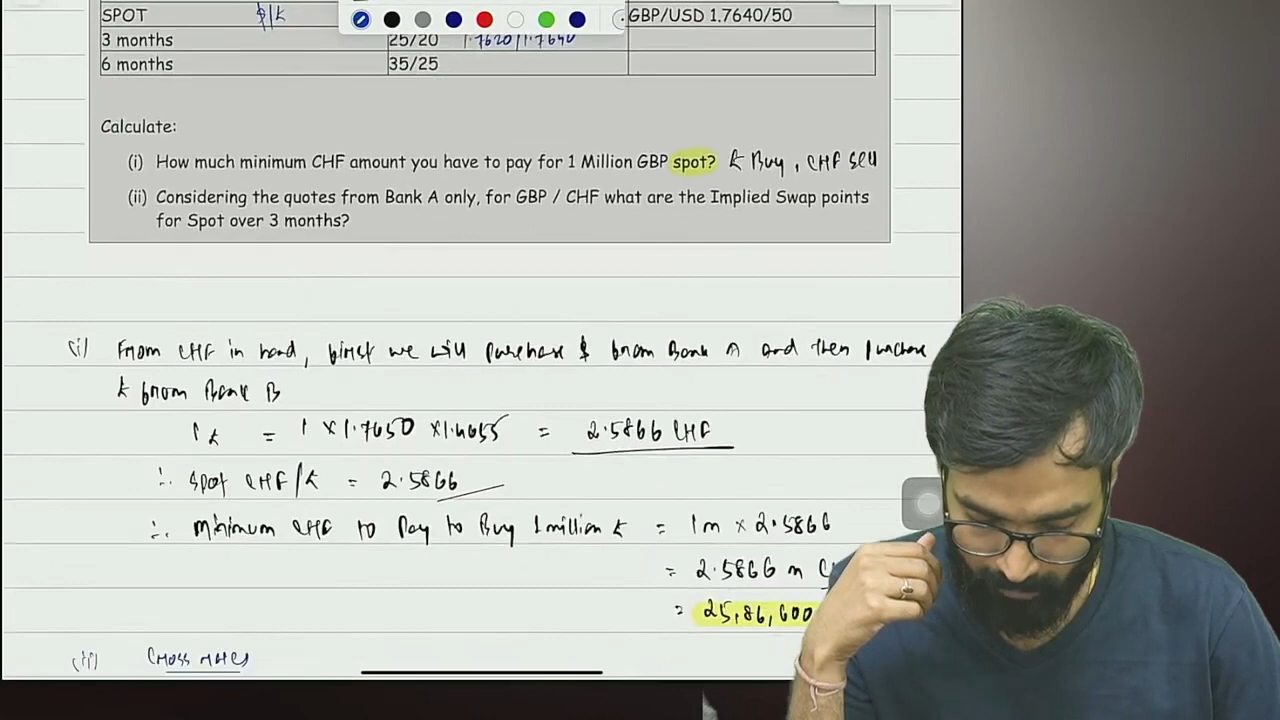 SPOT $/£ GBP/USD 1.7640/50
3 months 25/20 1.7620/1.7640
6 months 35/25
Calculate:
(i) How much minimum CHF amount you have to pay for 1 Million GBP spot? £ Buy, CHF sell
(ii) Considering the quotes from Bank A only, for GBP / CHF what are the Implied Swap points
for Spot over 3 months?
(i) From CHF in hand, first we will purchase $ from Bank A and then purchase
£ from Bank B
1 £ = 1 x 1.7650 x 1.4655 = 2.5866 CHF
∴ Spot CHF/£ = 2.5866
∴ Minimum CHF to Pay to Buy 1 million £ = 1m x 2.5866
= 2.5866 m
= 25,86,600
(ii) Cross rates